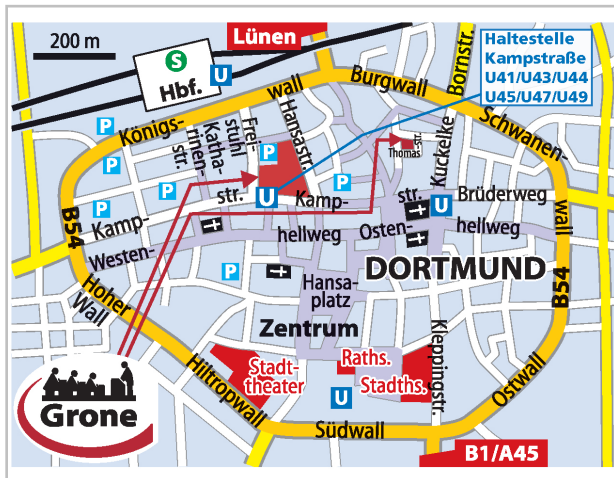 200 m
Lünen
S
Hbf.
U
Haltestelle
Kampstraße
U41/U43/U44
U45/U47/U49
Bornstr.
Burgwall
Königs-
wall
Schwanen-
wall
P
P
P
P
P
P
P
Katha-
rinen-
str.
Frei-
stuhl
Hansastr.
Thomas-
str.
Kuckelke
str.
Brüderweg
U
Kamp-
str.
Kamp-
U
B54
Westen-
hellweg
Osten-
hellweg
DORTMUND
B54
Hansa-
platz
Hoher
Wall
Zentrum
Raths.
Stadths.
Stadt-
theater
Kleppingstr.
Grone
Hiltropwall
U
Ostwall
Südwall
B1/A45